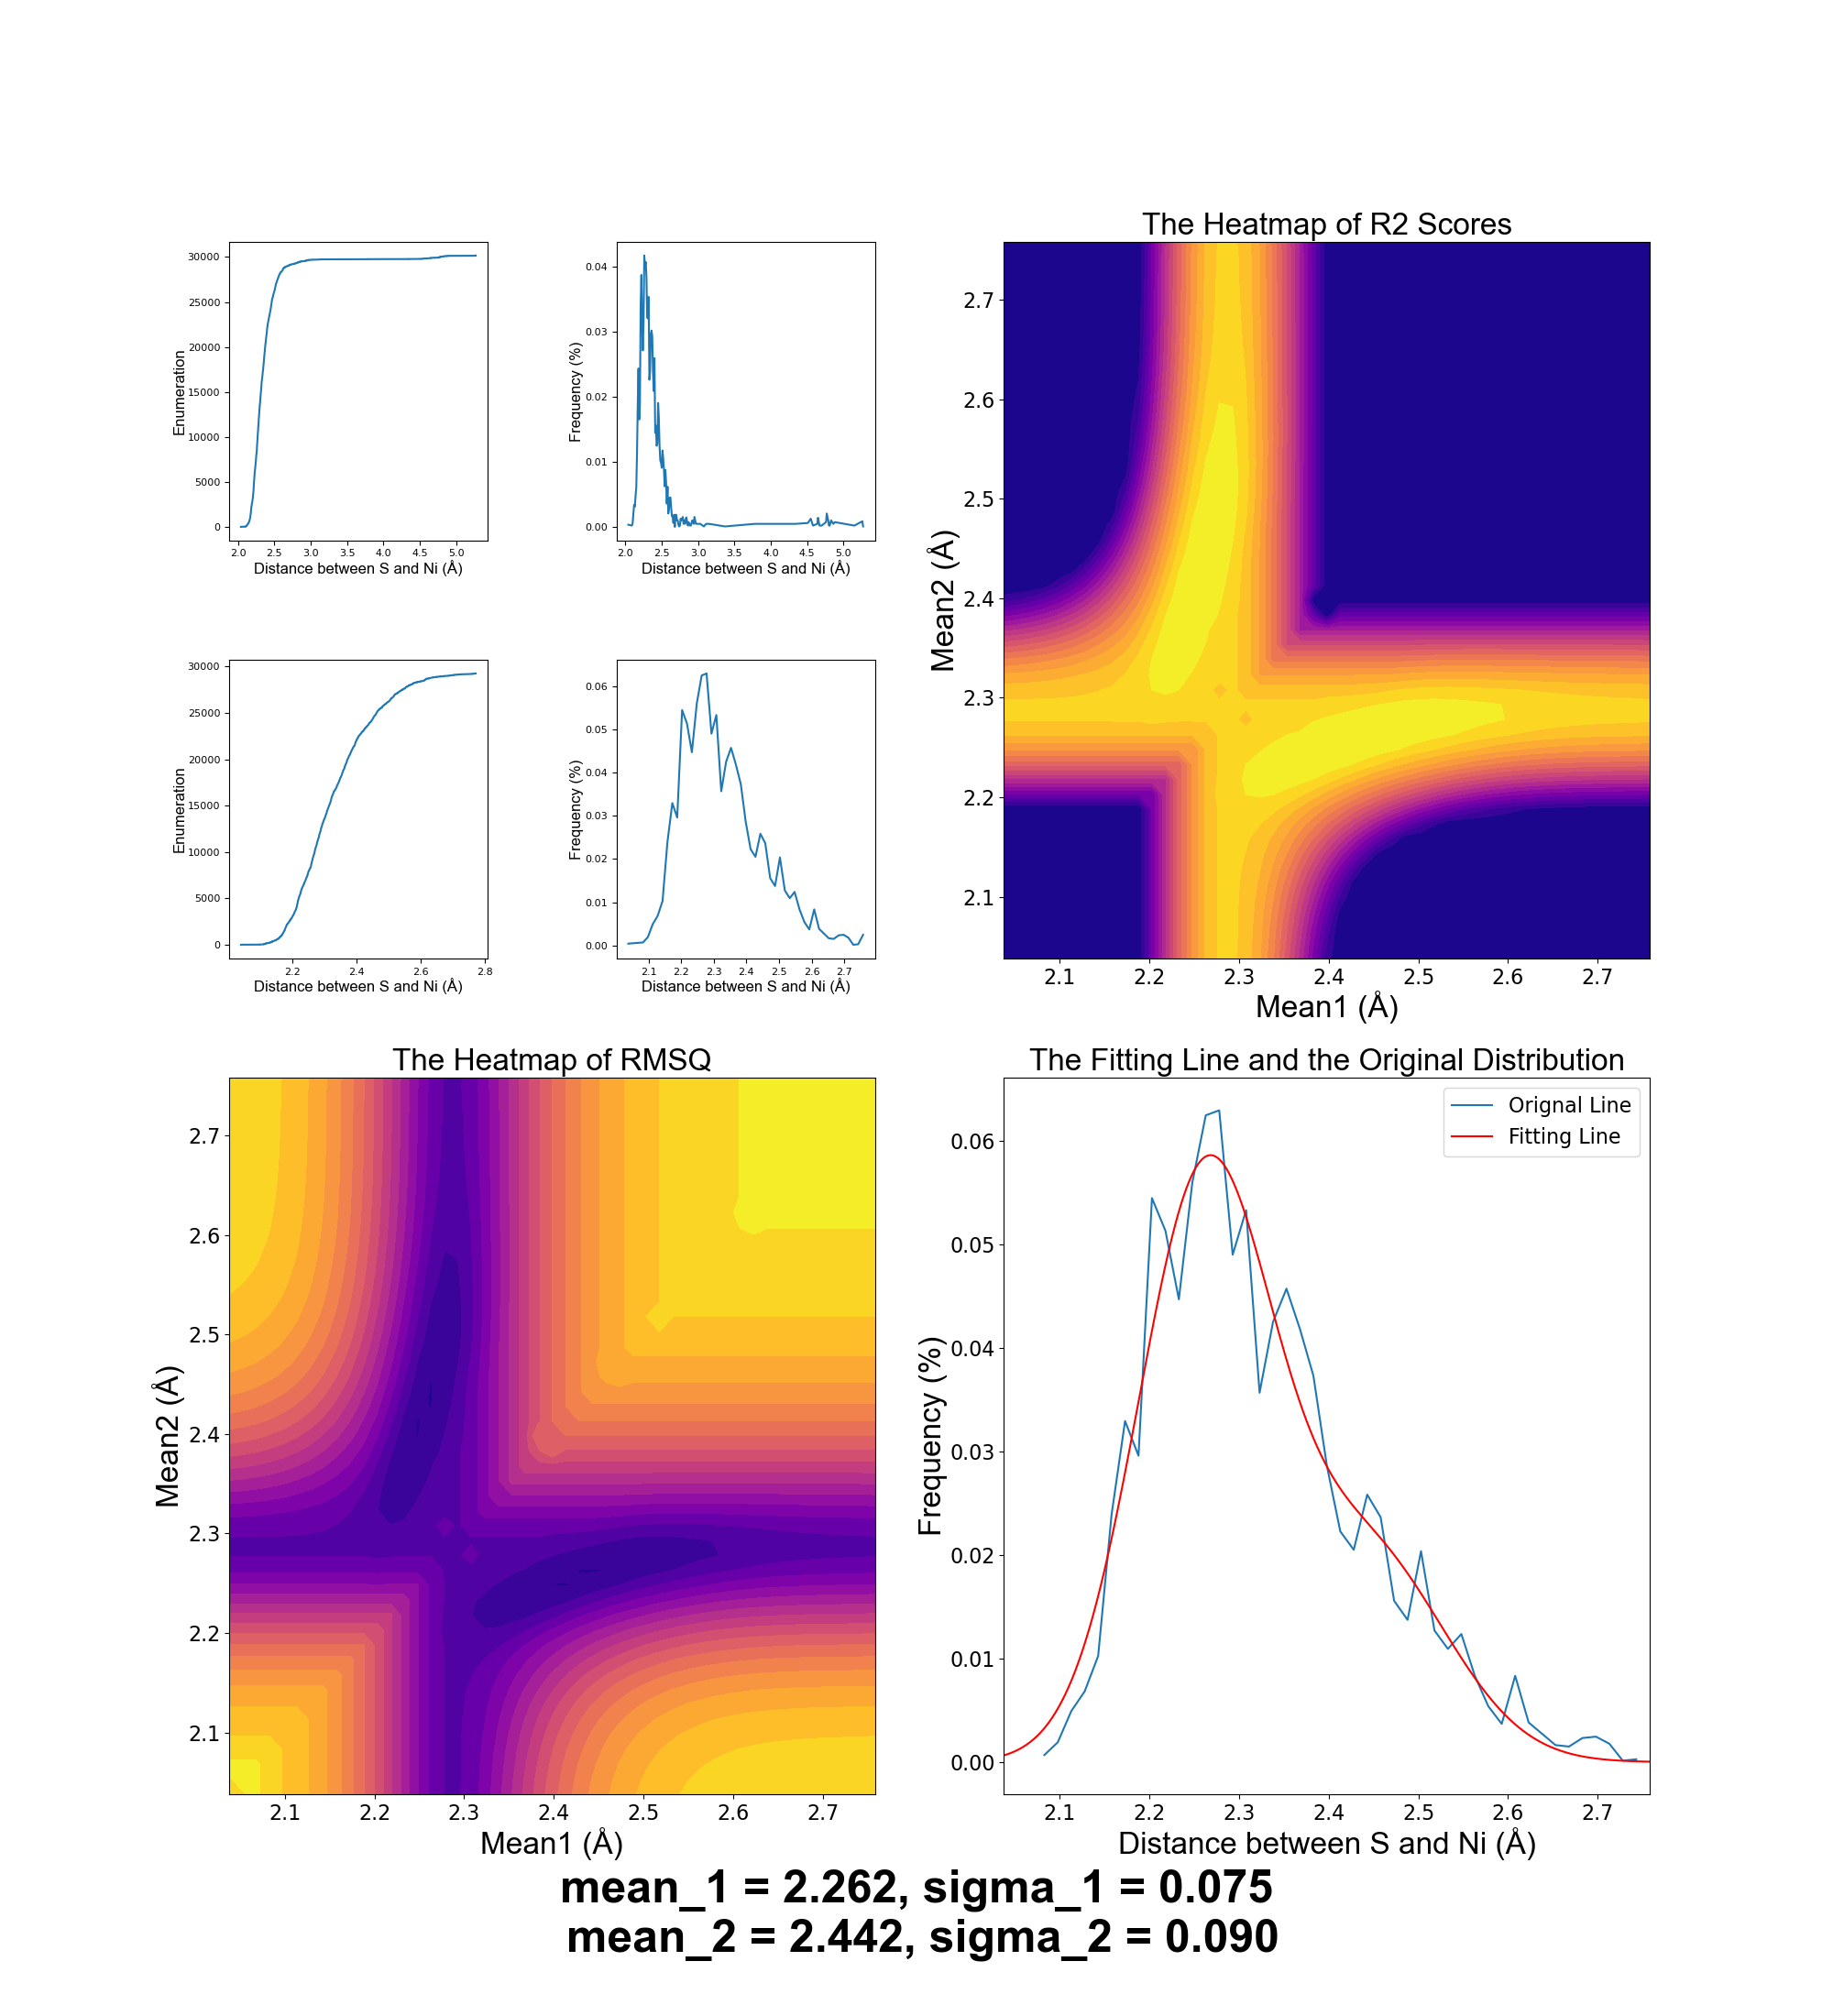 The Heatmap of R2 Scores
30000
25000
20000
15000
10000
5000
0
Enumeration
2.0 2.5 3.0 3.5 4.0 4.5 5.0
Distance between S and Ni (Å)
0.04
0.03
0.02
0.01
0.00
Frequency (%)
2.0 2.5 3.0 3.5 4.0 4.5 5.0
Distance between S and Ni (Å)
2.7
2.6
2.5
2.4
2.3
2.2
2.1
Mean2 (Å)
2.1 2.2 2.3 2.4 2.5 2.6 2.7
Mean1 (Å)
30000
25000
20000
15000
10000
5000
0
Enumeration
2.2 2.4 2.6 2.8
Distance between S and Ni (Å)
0.06
0.05
0.04
0.03
0.02
0.01
0.00
Frequency (%)
2.1 2.2 2.3 2.4 2.5 2.6 2.7
Distance between S and Ni (Å)
The Heatmap of RMSQ
2.7
2.6
2.5
2.4
2.3
2.2
2.1
Mean2 (Å)
2.1 2.2 2.3 2.4 2.5 2.6 2.7
Mean1 (Å)
The Fitting Line and the Original Distribution
Orignal Line
Fitting Line
0.06
0.05
0.04
0.03
0.02
0.01
0.00
Frequency (%)
2.1 2.2 2.3 2.4 2.5 2.6 2.7
Distance between S and Ni (Å)
mean_1 = 2.262, sigma_1 = 0.075
mean_2 = 2.442, sigma_2 = 0.090